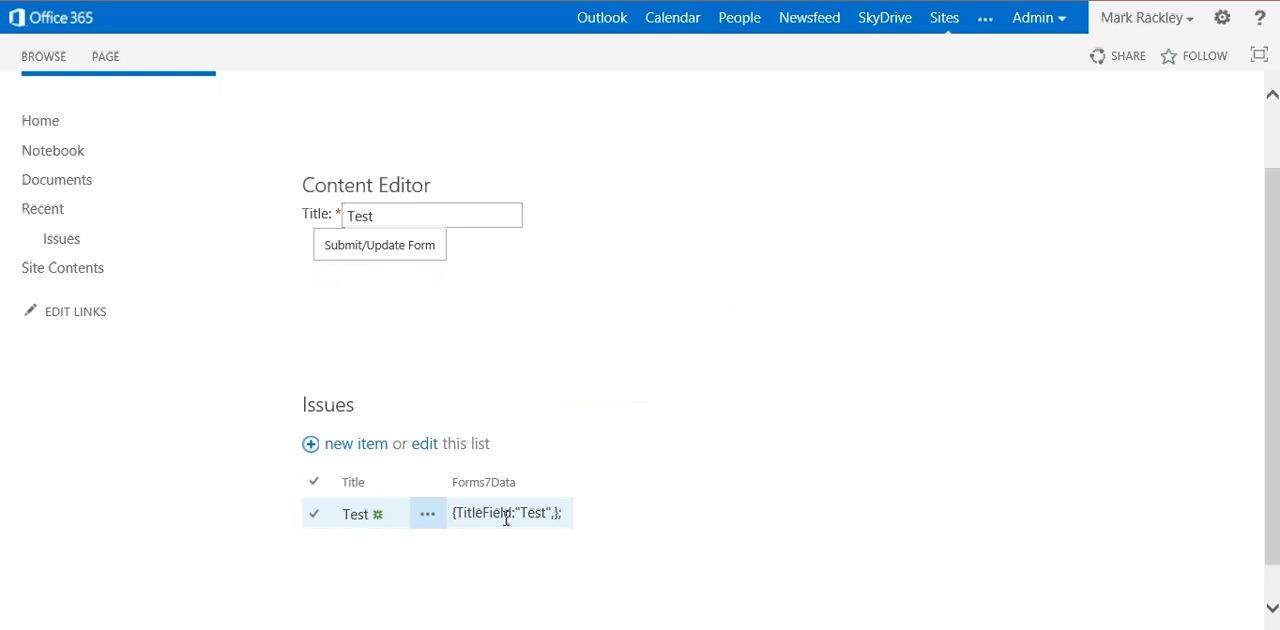 Office 365 Outlook Calendar People Newsfeed SkyDrive Sites ... Admin Mark Rackley ?
BROWSE PAGE SHARE FOLLOW
Home
Notebook
Documents
Recent
Issues
Site Contents
EDIT LINKS
Content Editor
Title: * Test
Submit/Update Form
Issues
new item or edit this list
Title Forms7Data
Test ... {TitleField:"Test",};